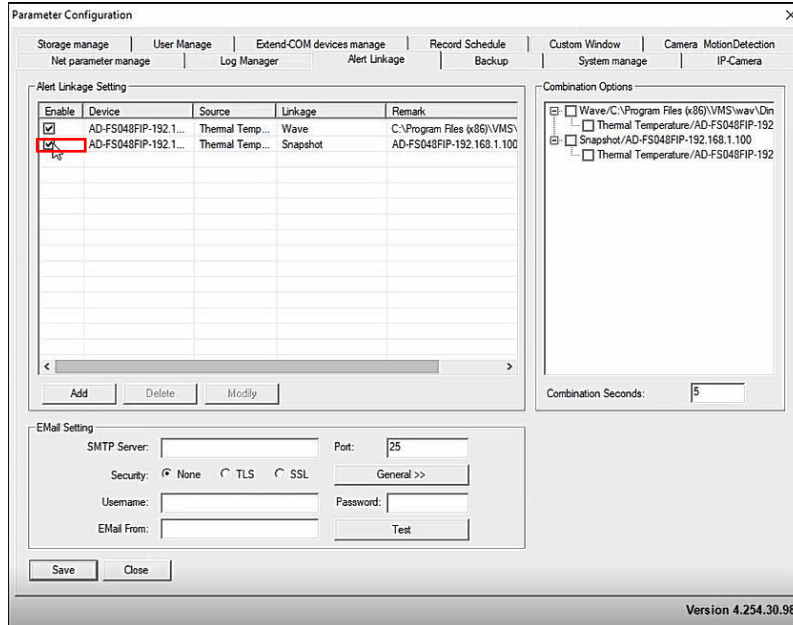 Parameter Configuration
Storage manage User Manage Extend-COM devices manage Record Schedule Custom Window Camera MotionDetection
Net parameter manage Log Manager Alert Linkage Backup System manage IP-Camera
Alert Linkage Setting
Enable Device Source Linkage Remark
AD-FS048FIP-192.1... Thermal Temp... Wave C:\Program Files (x86)\VMS\
AD-FS048FIP-192.1... Thermal Temp... Snapshot AD-FS048FIP-192.168.1.100
Add Delete Modify
Combination Options
Wave/C:\Program Files (x86)\VMS\wav\Din
Thermal Temperature/AD-FS048FIP-192
Snapshot/AD-FS048FIP-192.168.1.100
Thermal Temperature/AD-FS048FIP-192
Combination Seconds: 5
EMail Setting
SMTP Server: Port: 25
Security: None TLS SSL General >>
Username: Password:
EMail From: Test
Save Close
Version 4.254.30.98